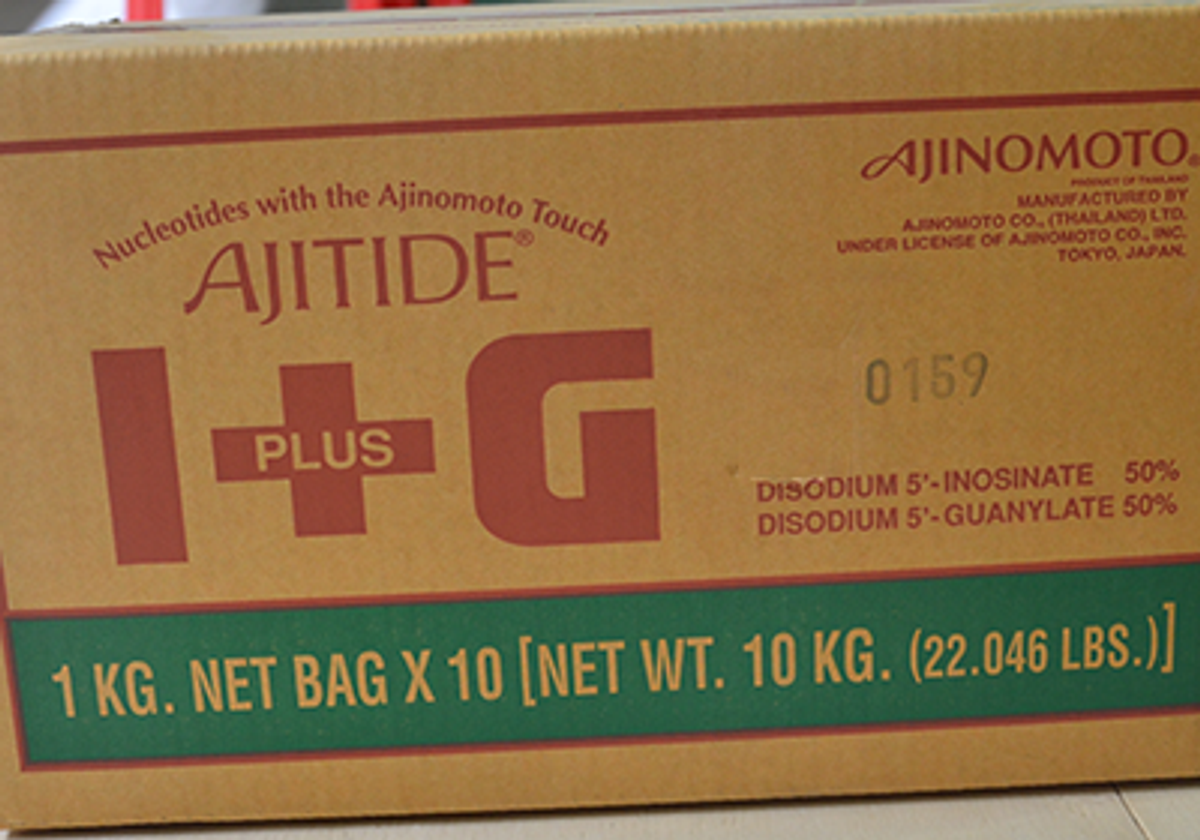 Nucleotides with the Ajinomoto Touch
AJITIDE®
I+G
PLUS
AJINOMOTO®
PRODUCT OF THAILAND
MANUFACTURED BY
AJINOMOTO CO., (THAILAND) LTD.
UNDER LICENSE OF AJINOMOTO CO., INC.
TOKYO, JAPAN.
0159
DISODIUM 5'-INOSINATE 50%
DISODIUM 5'-GUANYLATE 50%
1 KG. NET BAG X 10 [NET WT. 10 KG. (22.046 LBS.)]